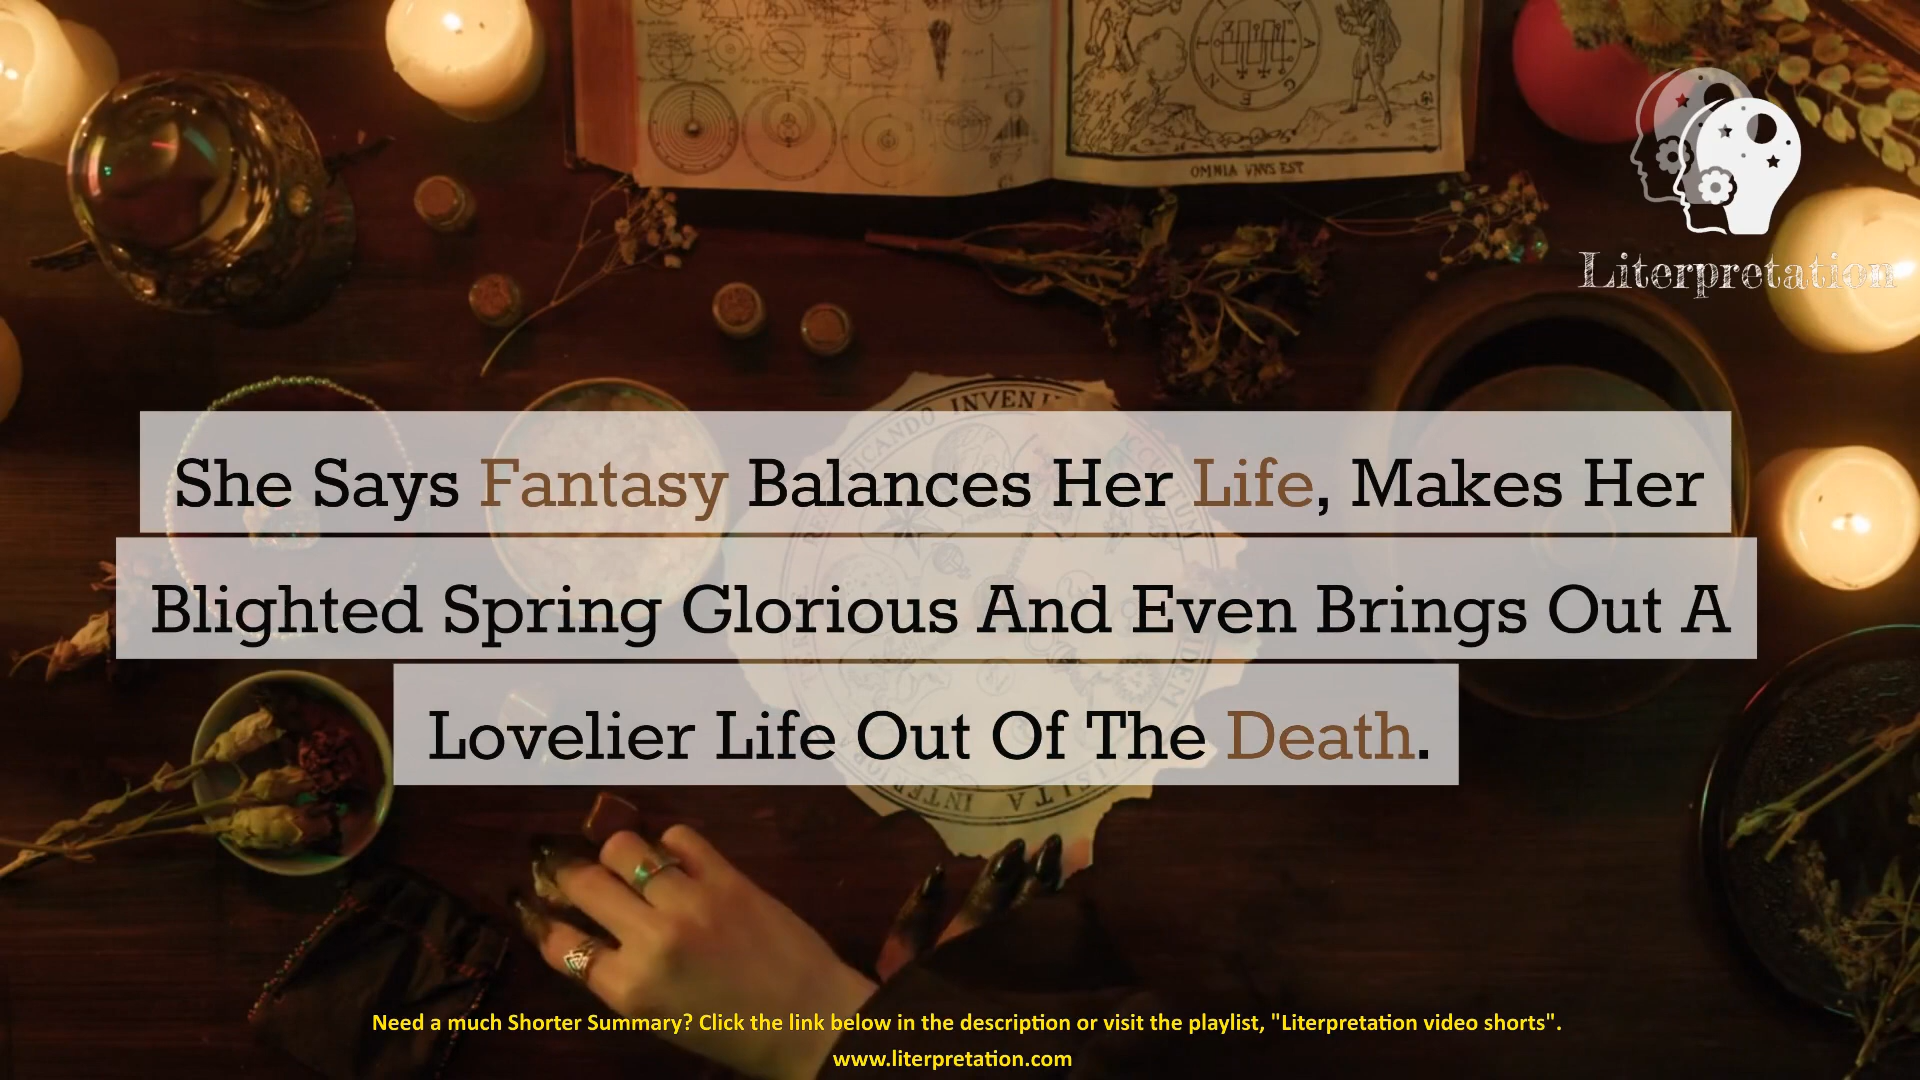 OMNIA VNVS EST
Literpretation
INVEN
She Says Fantasy Balances Her Life, Makes Her
Blighted Spring Glorious And Even Brings Out A
Lovelier Life Out Of The Death.
Need a much Shorter Summary? Click the link below in the description or visit the playlist, "Literpretation video shorts".
www.literpretation.com